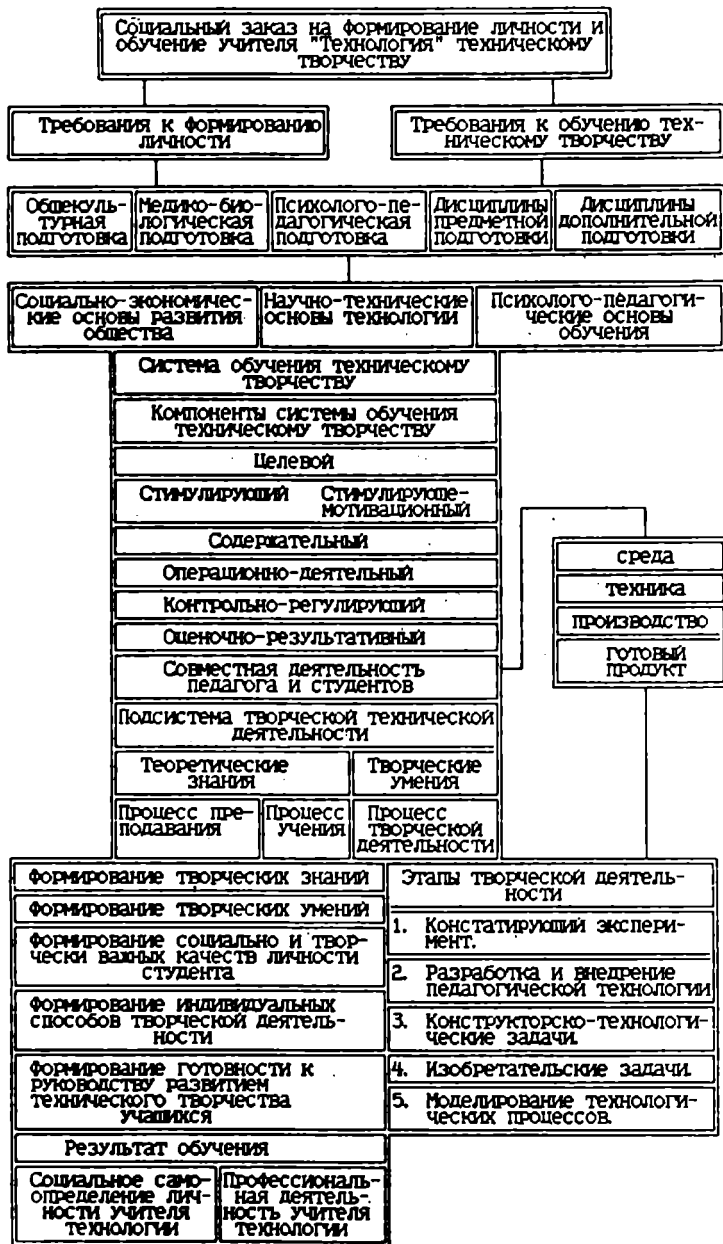 Социальный заказ на формирование личности и
обучение учителя "Технология" техническому
творчеству
Требования к формированию
личности
Требования к обучению тех-
ническому творчеству
Общекуль-
турная
подготовка
Медико-био-
логическая
подготовка
Психолого-пе-
дагогическая
подготовка
Дисциплины
предметной
подготовки
Дисциплины
дополнительной
подготовки
Социально-экономичес-
кие основы развития
общества
Научно-технические
основы технологии
Психолого-педагоги-
ческие основы
обучения
Система обучения техническому
творчеству
Компоненты системы обучения
техническому творчеству
Целевой
Стимулирующий
Стимулирующе-
мотивационный
Содержательный
Операционно-деятельный
Контрольно-регулирующий
Оценочно-результативный
Совместная деятельность
педагога и студентов
Подсистема творческой технической
деятельности
Теоретические
знания
Творческие
умения
Процесс пре-
подавания
Процесс
учения
Процесс
творческой
деятельности
среда
техника
производство
готовый
продукт
Формирование творческих знаний
Формирование творческих умений
Формирование социально и твор-
чески важных качеств личности
студента
Формирование индивидуальных
способов творческой деятель-
ности
Формирование готовности к
руководству развитием
технического творчества
учащихся
Результат обучения
Социальное само-
определение лич-
ности учителя
технологии
Профессиональ-
ная деятель-
ность учителя
технологии
Этапы творческой деятель-
ности
1. Констатирующий экспери-
мент.
2. Разработка и внедрение
педагогической технологии
3. Конструкторско-технологи-
ческие задачи.
4. Изобретательские задачи.
5. Моделирование технологи-
ческих процессов.